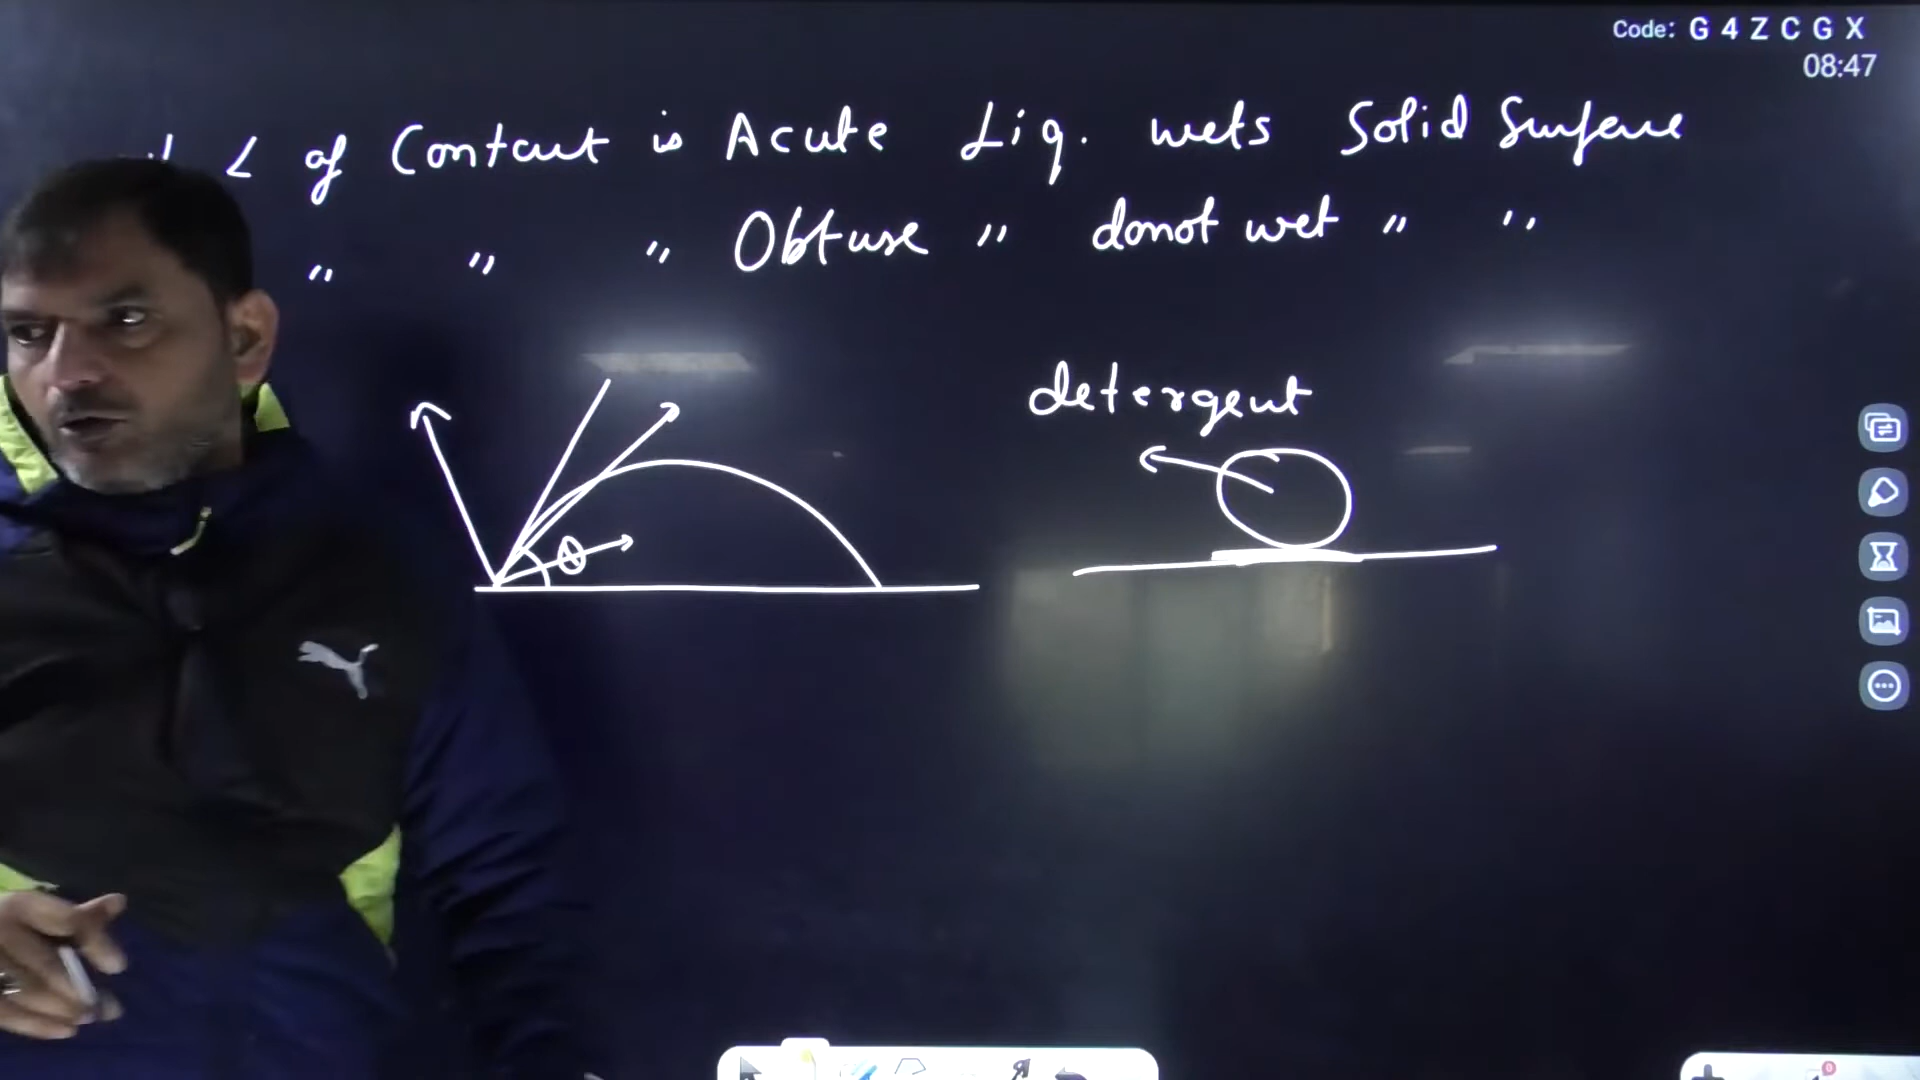 Code: G 4 Z C G X
08:47
∠ of Contact is Acute Liq. wets Solid Surface
" " " Obtuse " donot wet " "
detergent
θ